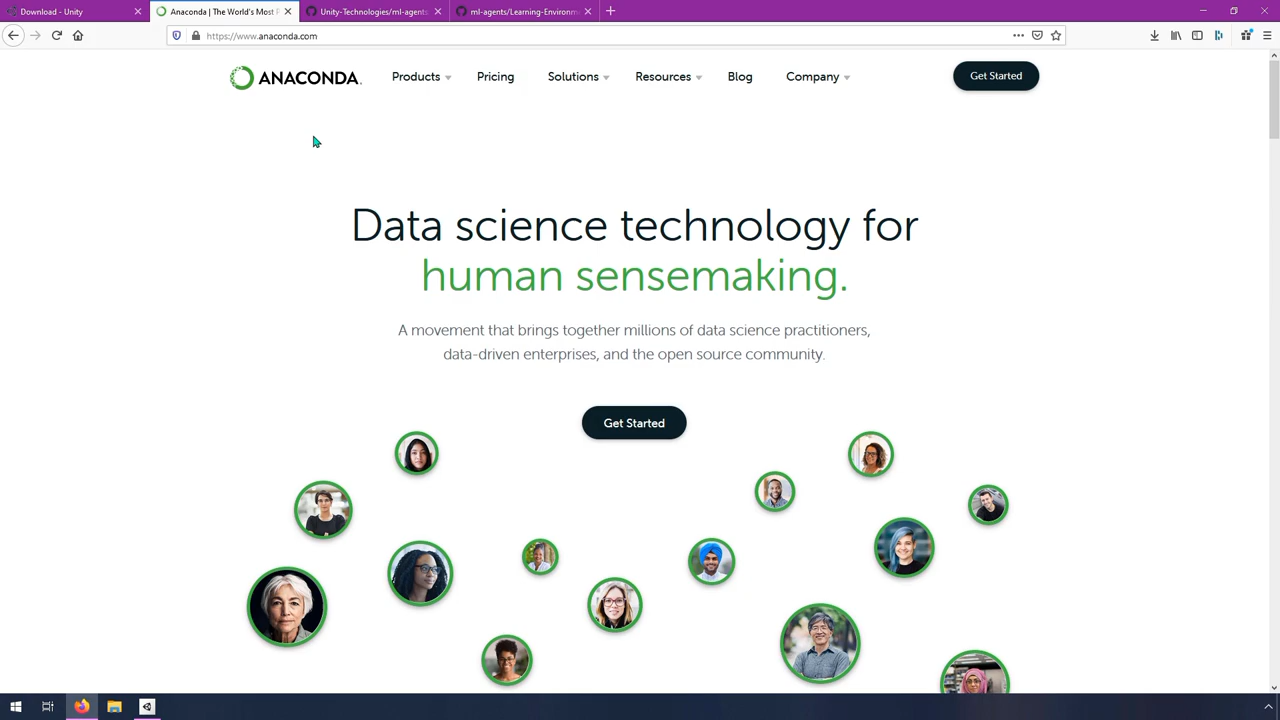 Download - Unity
Anaconda | The World's Most P
Unity-Technologies/ml-agents
ml-agents/Learning-Environme
https://www.anaconda.com
ANACONDA.
Products
Pricing
Solutions
Resources
Blog
Company
Get Started
Data science technology for
human sensemaking.
A movement that brings together millions of data science practitioners,
data-driven enterprises, and the open source community.
Get Started